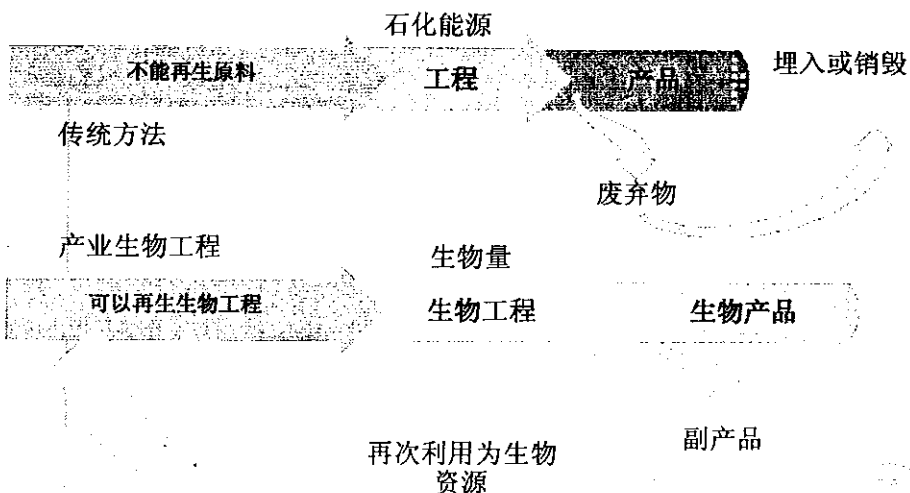 石化能源
不能再生原料
工程
产品
埋入或销毁
传统方法
废弃物
产业生物工程
生物量
可以再生生物工程
生物工程
生物产品
副产品
再次利用为生物
资源